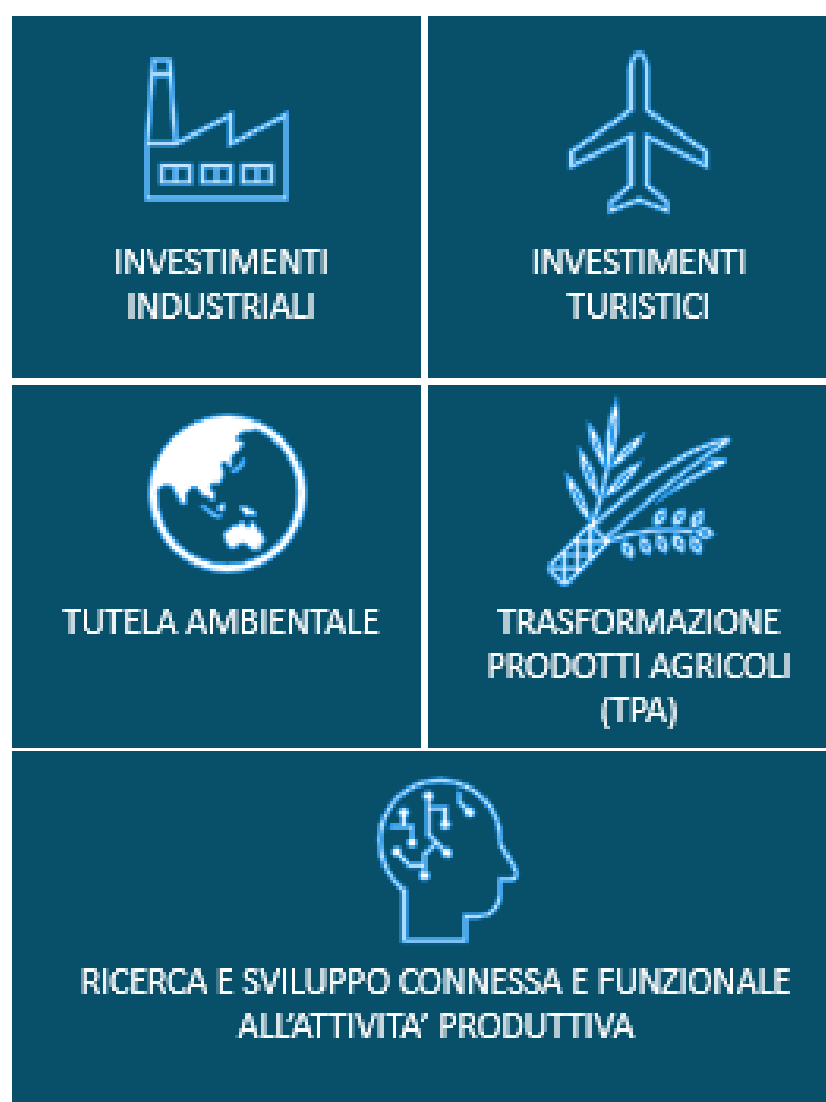 INVESTIMENTI
INDUSTRIALI
INVESTIMENTI
TURISTICI
TUTELA AMBIENTALE
TRASFORMAZIONE
PRODOTTI AGRICOLI
(TPA)
RICERCA E SVILUPPO CONNESSA E FUNZIONALE
ALL'ATTIVITA' PRODUTTIVA